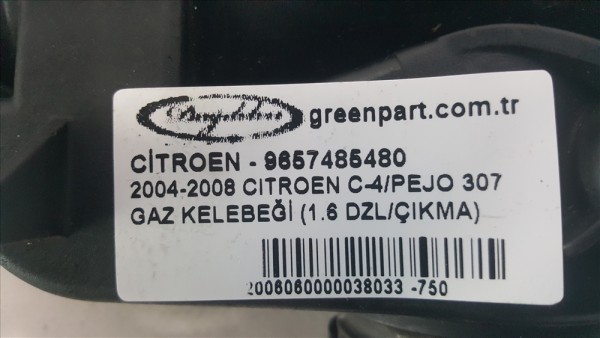 greenpart.com.tr
CİTROEN - 9657485480
2004-2008 CITROEN C-4/PEJO 307
GAZ KELEBEĞİ (1.6 DZL/ÇIKMA)
2006060000038033 -750